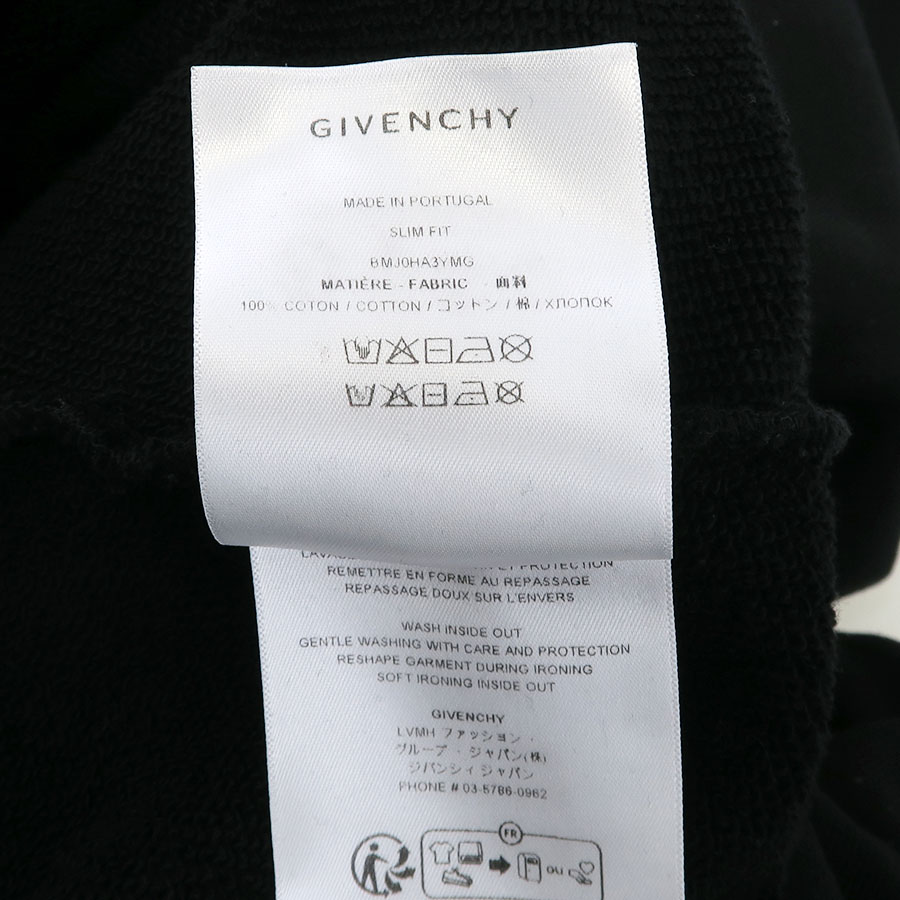 GIVENCHY
MADE IN PORTUGAL
SLIM FIT
BMJ0HA3YMG
MATIÈRE - FABRIC - 面料
100% COTON / COTTON / コットン / 棉 / ХЛОПОК
ET PROTECTION
REMETTRE EN FORME AU REPASSAGE
REPASSAGE DOUX SUR L'ENVERS
WASH INSIDE OUT
GENTLE WASHING WITH CARE AND PROTECTION
RESHAPE GARMENT DURING IRONING
SOFT IRONING INSIDE OUT
GIVENCHY
LVMH ファッション・
グループ・ジャパン(株)
ジバンシィ ジャパン
PHONE # 03-5786-0962
FR
OU